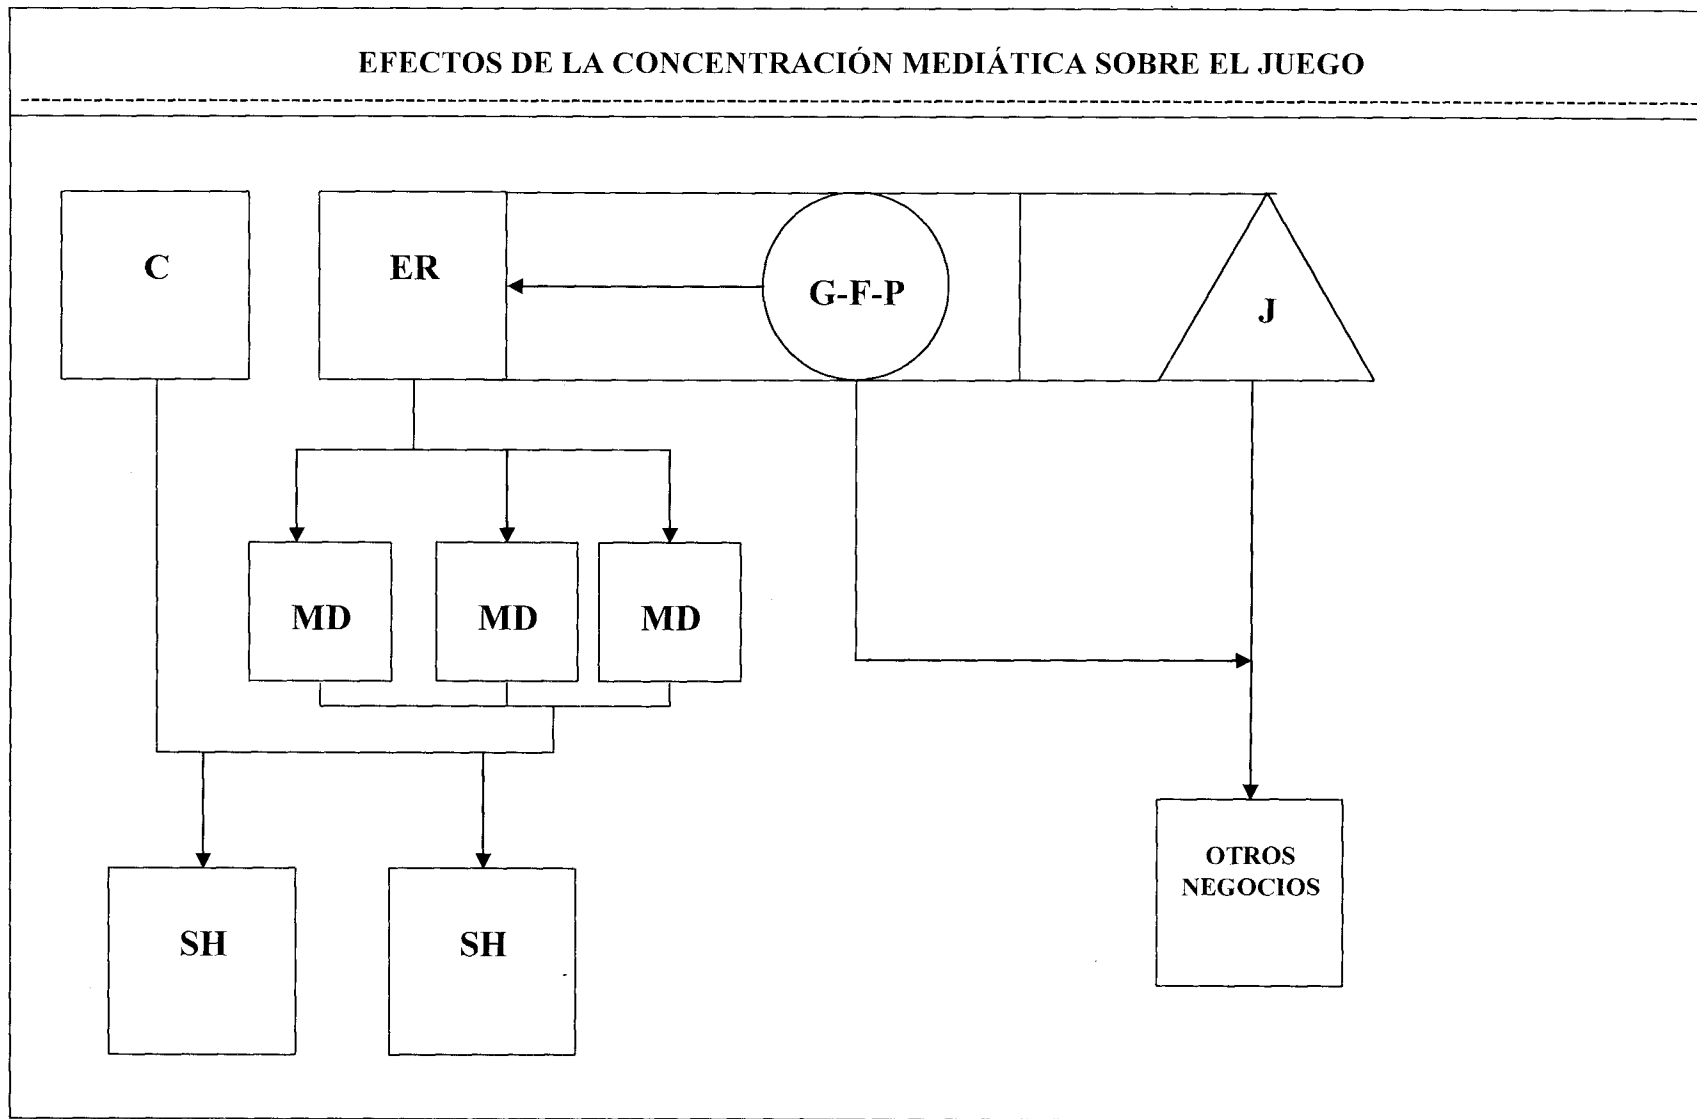 EFECTOS DE LA CONCENTRACIÓN MEDIÁTICA SOBRE EL JUEGO
C
ER
G-F-P
J
MD
MD
MD
OTROS
NEGOCIOS
SH
SH